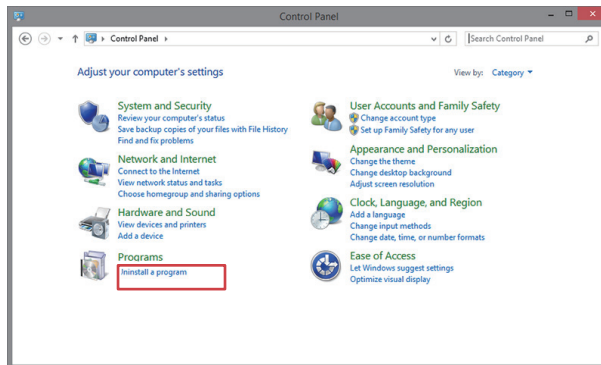 Control Panel
Control Panel
Search Control Panel
Adjust your computer's settings
View by: Category
System and Security
Review your computer's status
Save backup copies of your files with File History
Find and fix problems
Network and Internet
Connect to the Internet
View network status and tasks
Choose homegroup and sharing options
Hardware and Sound
View devices and printers
Add a device
Programs
Ininstall a program
User Accounts and Family Safety
Change account type
Set up Family Safety for any user
Appearance and Personalization
Change the theme
Change desktop background
Adjust screen resolution
Clock, Language, and Region
Add a language
Change input methods
Change date, time, or number formats
Ease of Access
Let Windows suggest settings
Optimize visual display